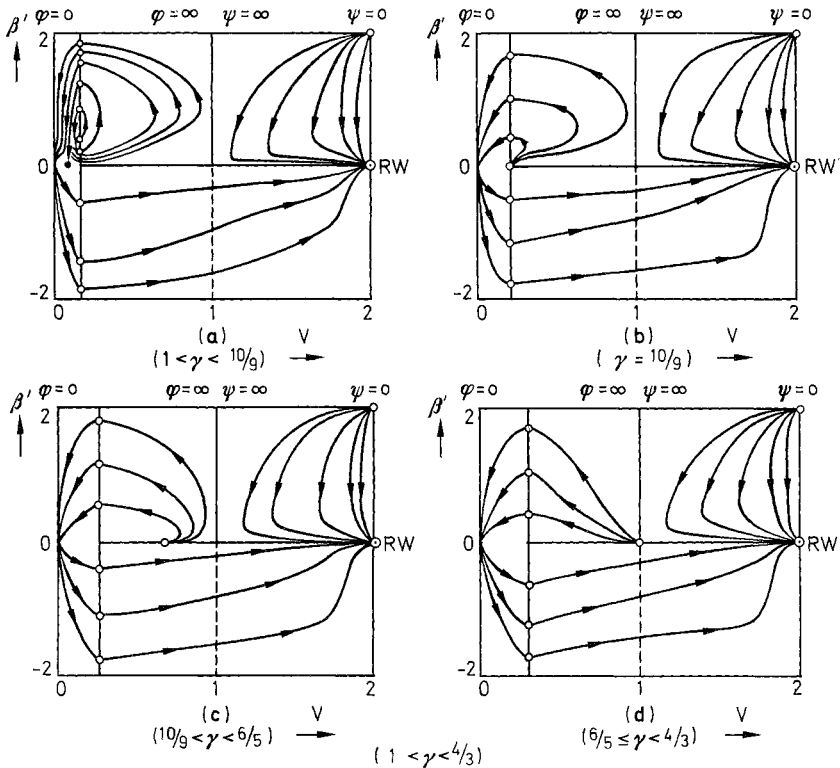 β' φ=0 φ=∞ ψ=∞ ψ=0
2
0
RW
-2
0 1 2
(a) V
(1<γ<10/9)
β' φ=0 φ=∞ ψ=∞ ψ=0
2
0
RW
-2
0 1 2
(b) V
(γ=10/9)
β' φ=0 φ=∞ ψ=∞ ψ=0
2
0
RW
-2
0 1 2
(c) V
(10/9<γ<6/5)
β' φ=0 φ=∞ ψ=∞ ψ=0
2
0
RW
-2
0 1 2
(d) V
(6/5≤γ<4/3)
(1<γ<4/3)